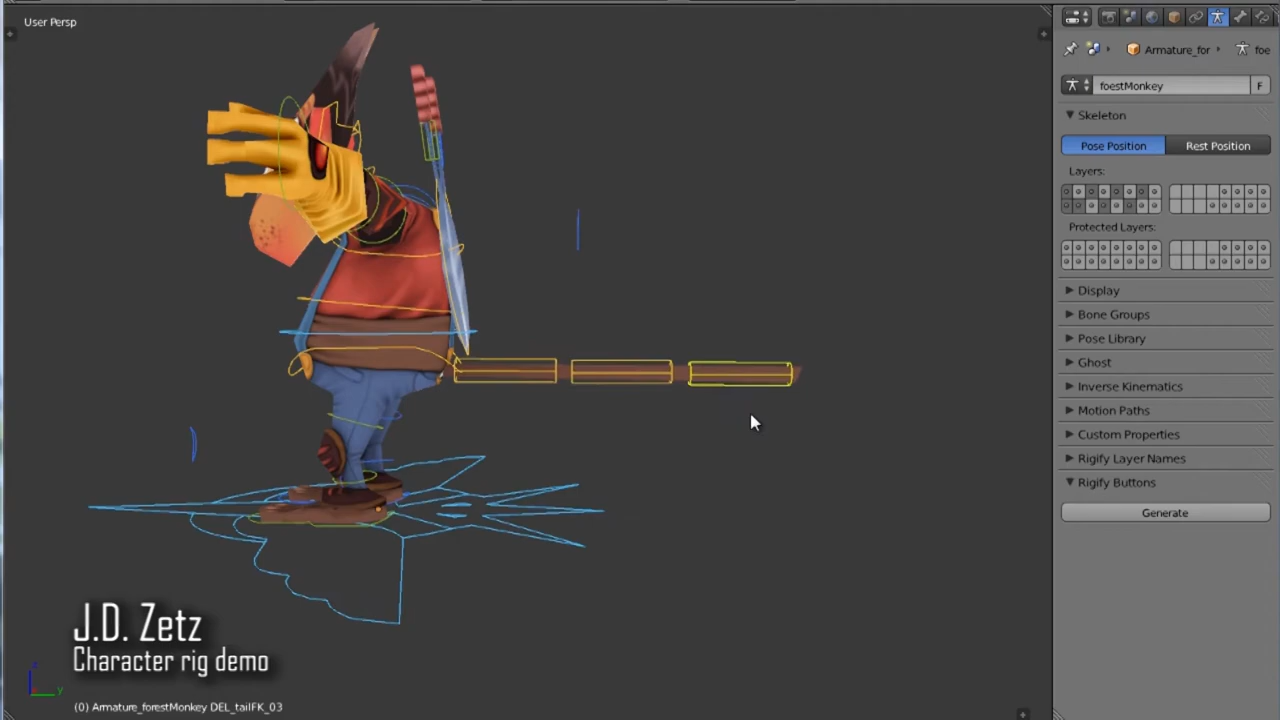 User Persp
Armature_for
foe
foestMonkey
F
Skeleton
Pose Position
Rest Position
Layers:
Protected Layers:
Display
Bone Groups
Pose Library
Ghost
Inverse Kinematics
Motion Paths
Custom Properties
Rigify Layer Names
Rigify Buttons
Generate
J.D. Zetz
Character rig demo
z
y
(0) Armature_forestMonkey DEL_tailFK_03